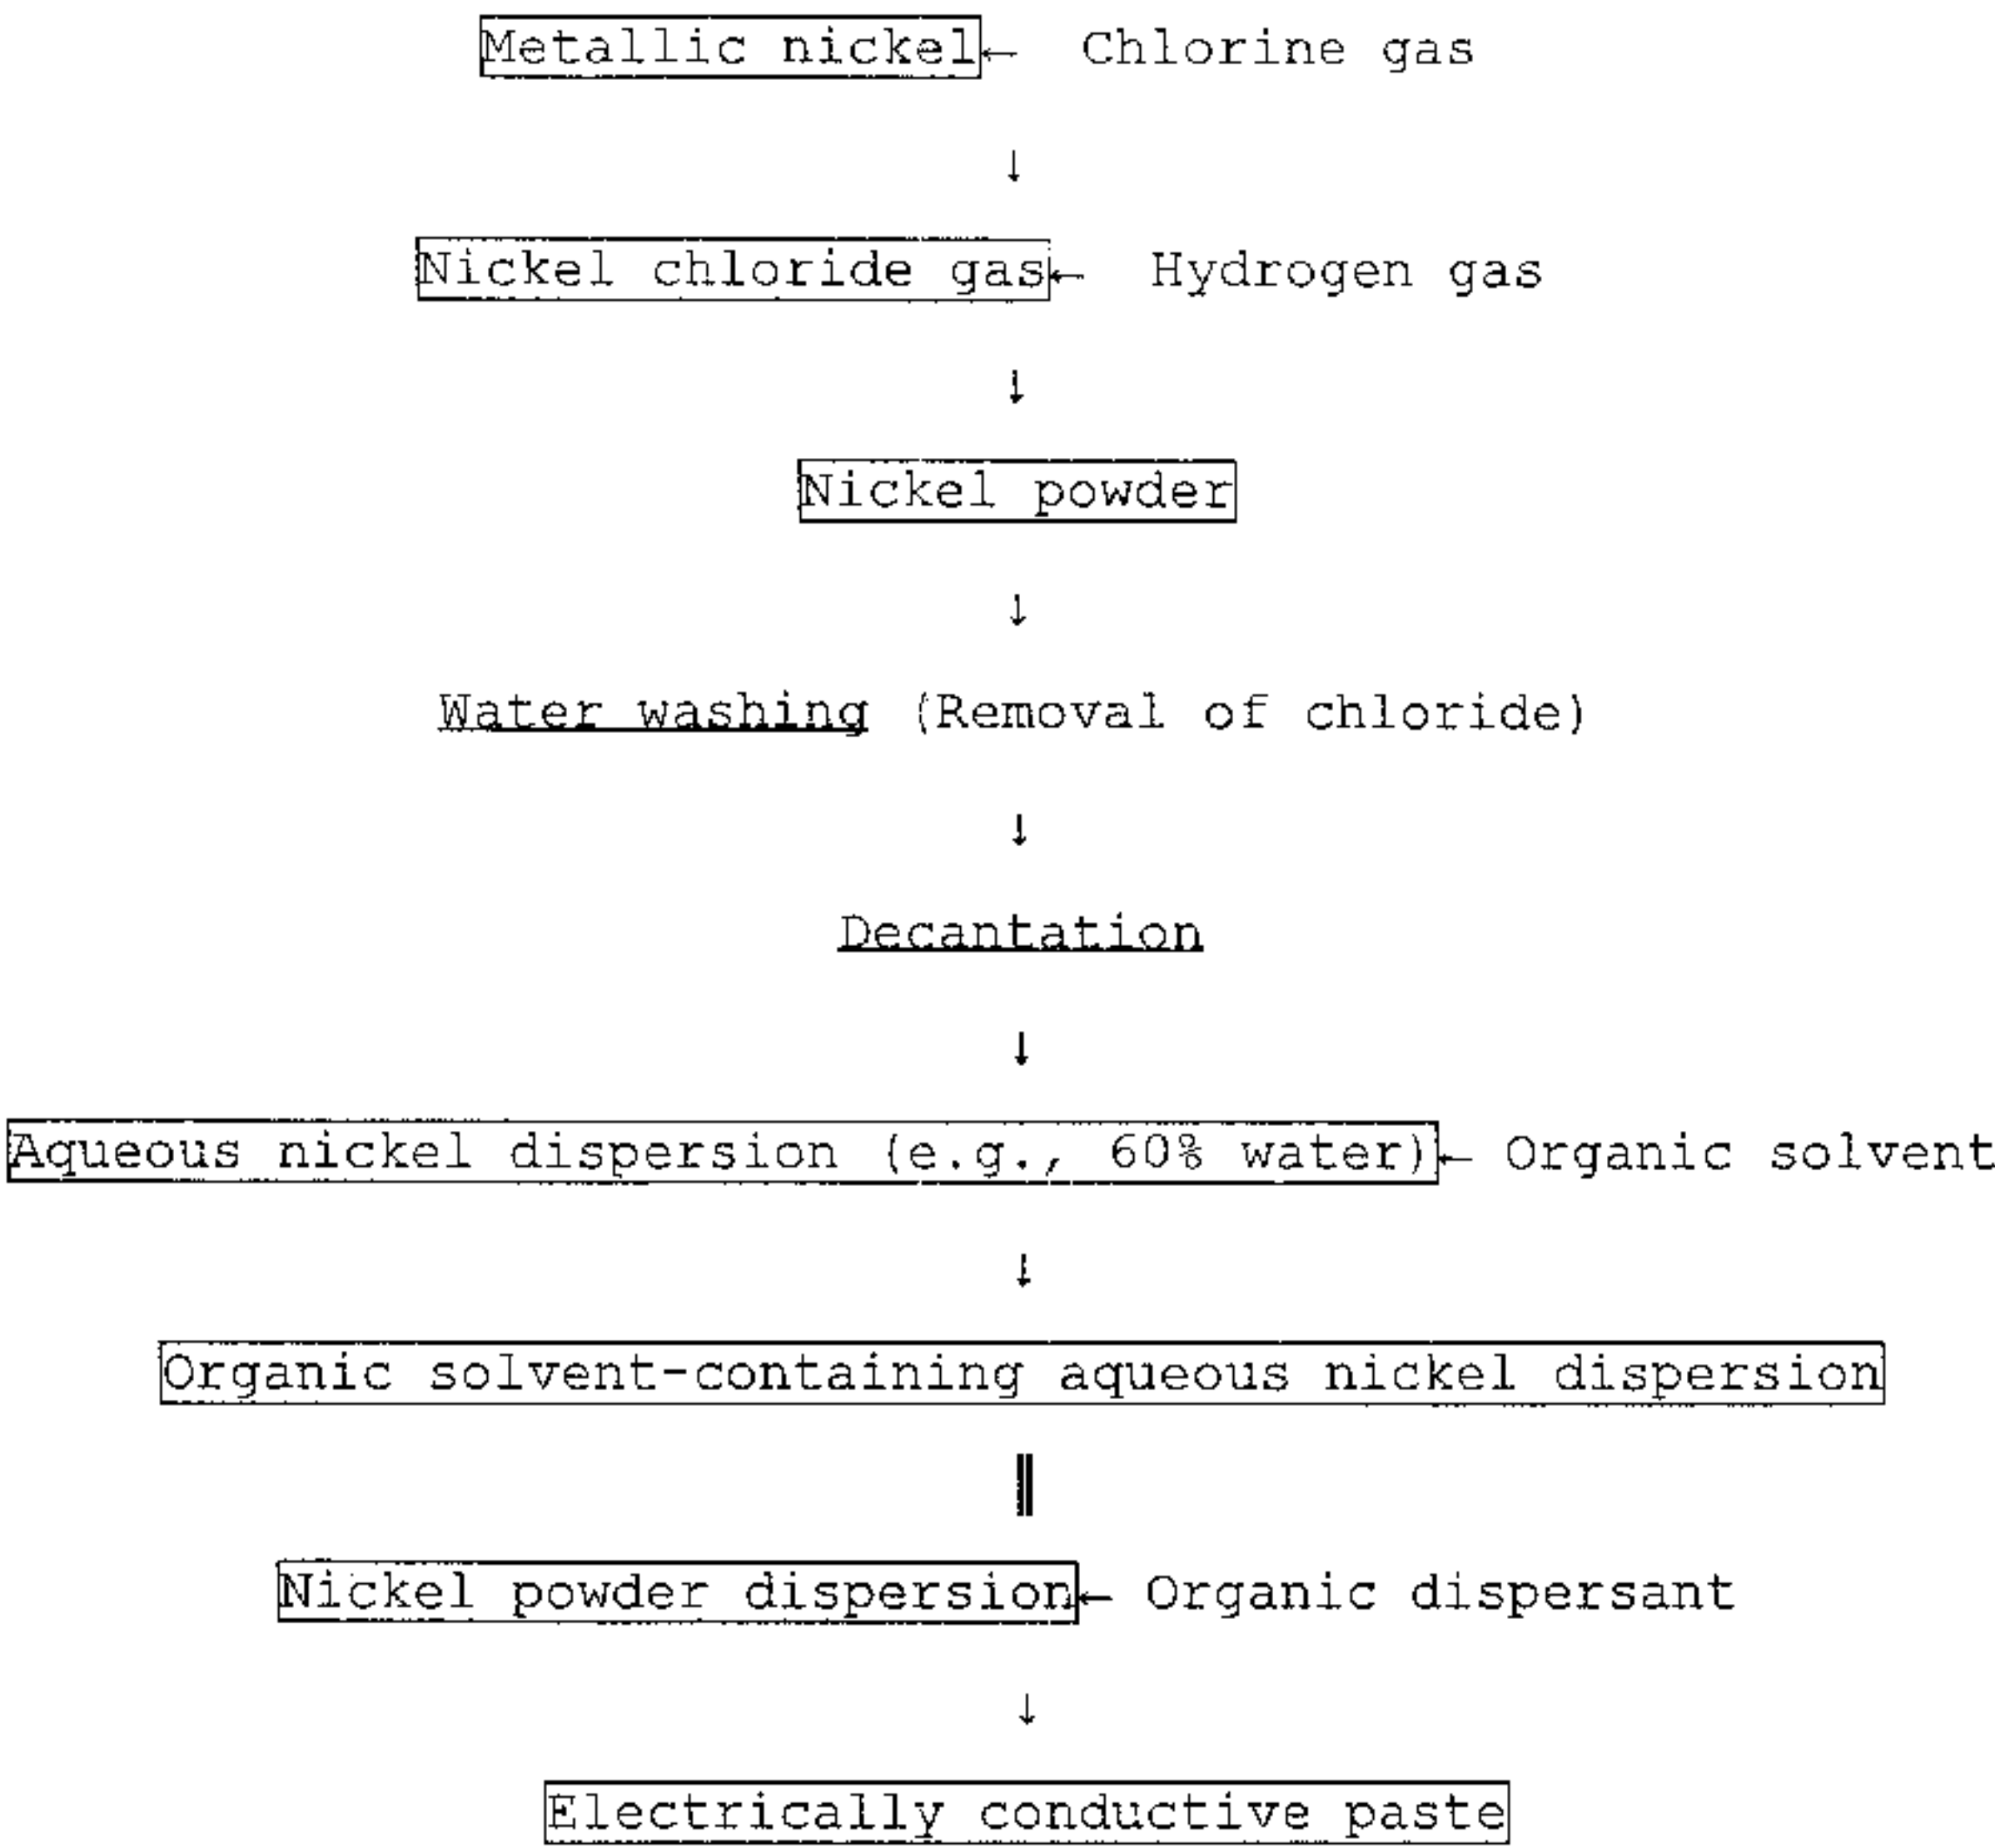 Metallic nickel← Chlorine gas
↓
Nickel chloride gas← Hydrogen gas
↓
Nickel powder
↓
Water washing (Removal of chloride)
↓
Decantation
↓
Aqueous nickel dispersion (e.g., 60% water)← Organic solvent
↓
Organic solvent-containing aqueous nickel dispersion
‖
Nickel powder dispersion← Organic dispersant
↓
Electrically conductive paste